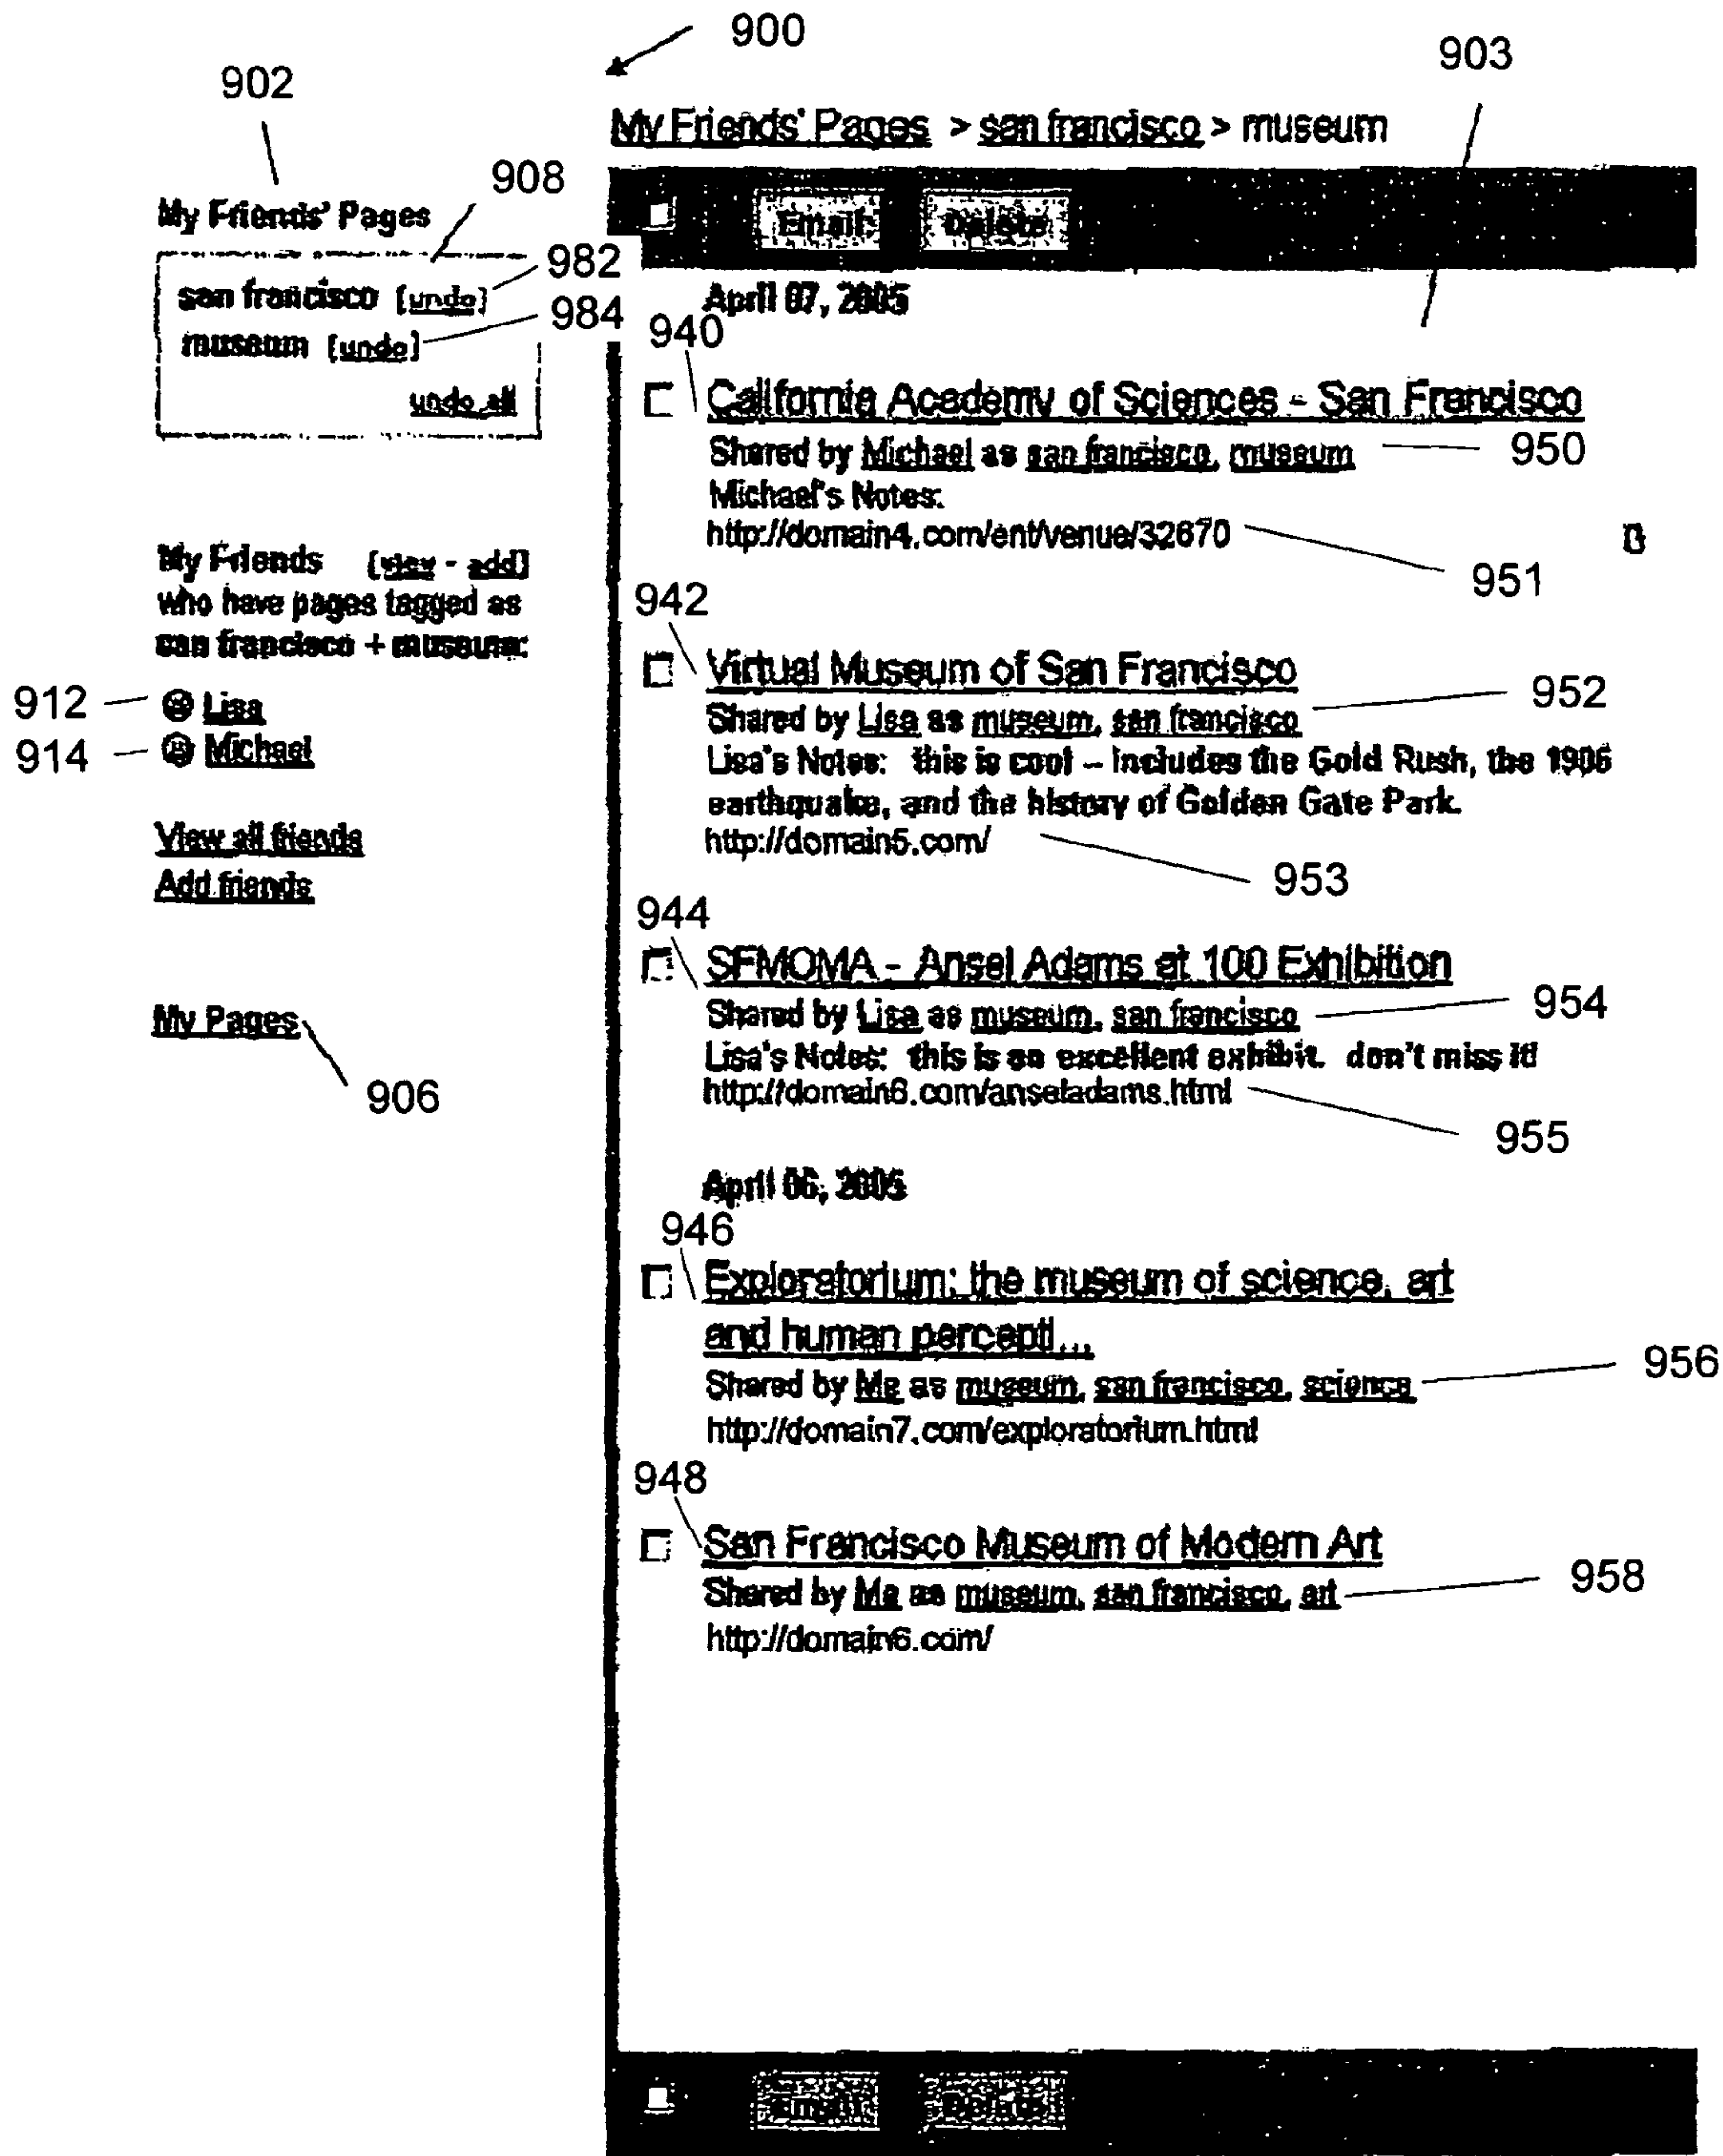 900
903
902
My Friends' Pages > san francisco > museum
908
My Friends' Pages
Email Delete
san francisco [undo] 982
museum [undo] 984
undo all
April 07, 2005
940
California Academy of Sciences - San Francisco
Shared by Michael as san francisco, museum 950
Michael's Notes:
http://domain4.com/ent/venue/32670
951
My Friends [view - add]
who have pages tagged as
san francisco + museum:
912 Lisa
914 Michael
View all friends
Add friends
My Pages
906
942
Virtual Museum of San Francisco
952
Shared by Lisa as museum, san francisco
Lisa's Notes: this is cool – includes the Gold Rush, the 1906
earthquake, and the history of Golden Gate Park.
http://domain5.com/
953
944
SFMOMA - Ansel Adams at 100 Exhibition
954
Shared by Lisa as museum, san francisco
Lisa's Notes: this is an excellent exhibit. don't miss it!
http://domain6.com/anseladams.html
955
April 06, 2005
946
Exploratorium: the museum of science, art
and human percepti...
956
Shared by Me as museum, san francisco, science
http://domain7.com/exploratorium.html
948
San Francisco Museum of Modern Art
958
Shared by Me as museum, san francisco, art
http://domain6.com/
Email Delete